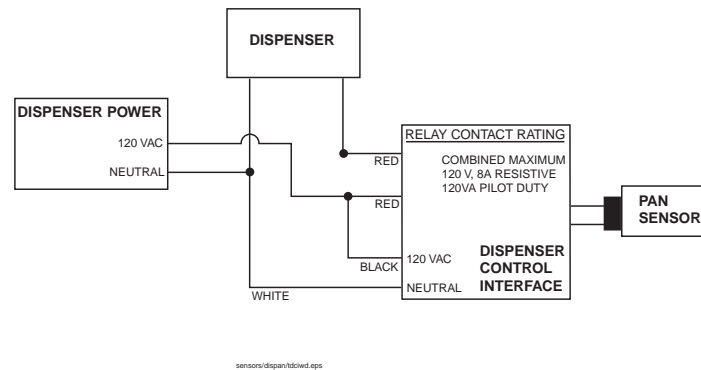 DISPENSER
DISPENSER POWER
120 VAC
NEUTRAL
RELAY CONTACT RATING
COMBINED MAXIMUM
120 V, 8A RESISTIVE
120VA PILOT DUTY
RED
RED
BLACK
WHITE
120 VAC
NEUTRAL
DISPENSER
CONTROL
INTERFACE
PAN
SENSOR
sensors/dispan/tdciwd.eps